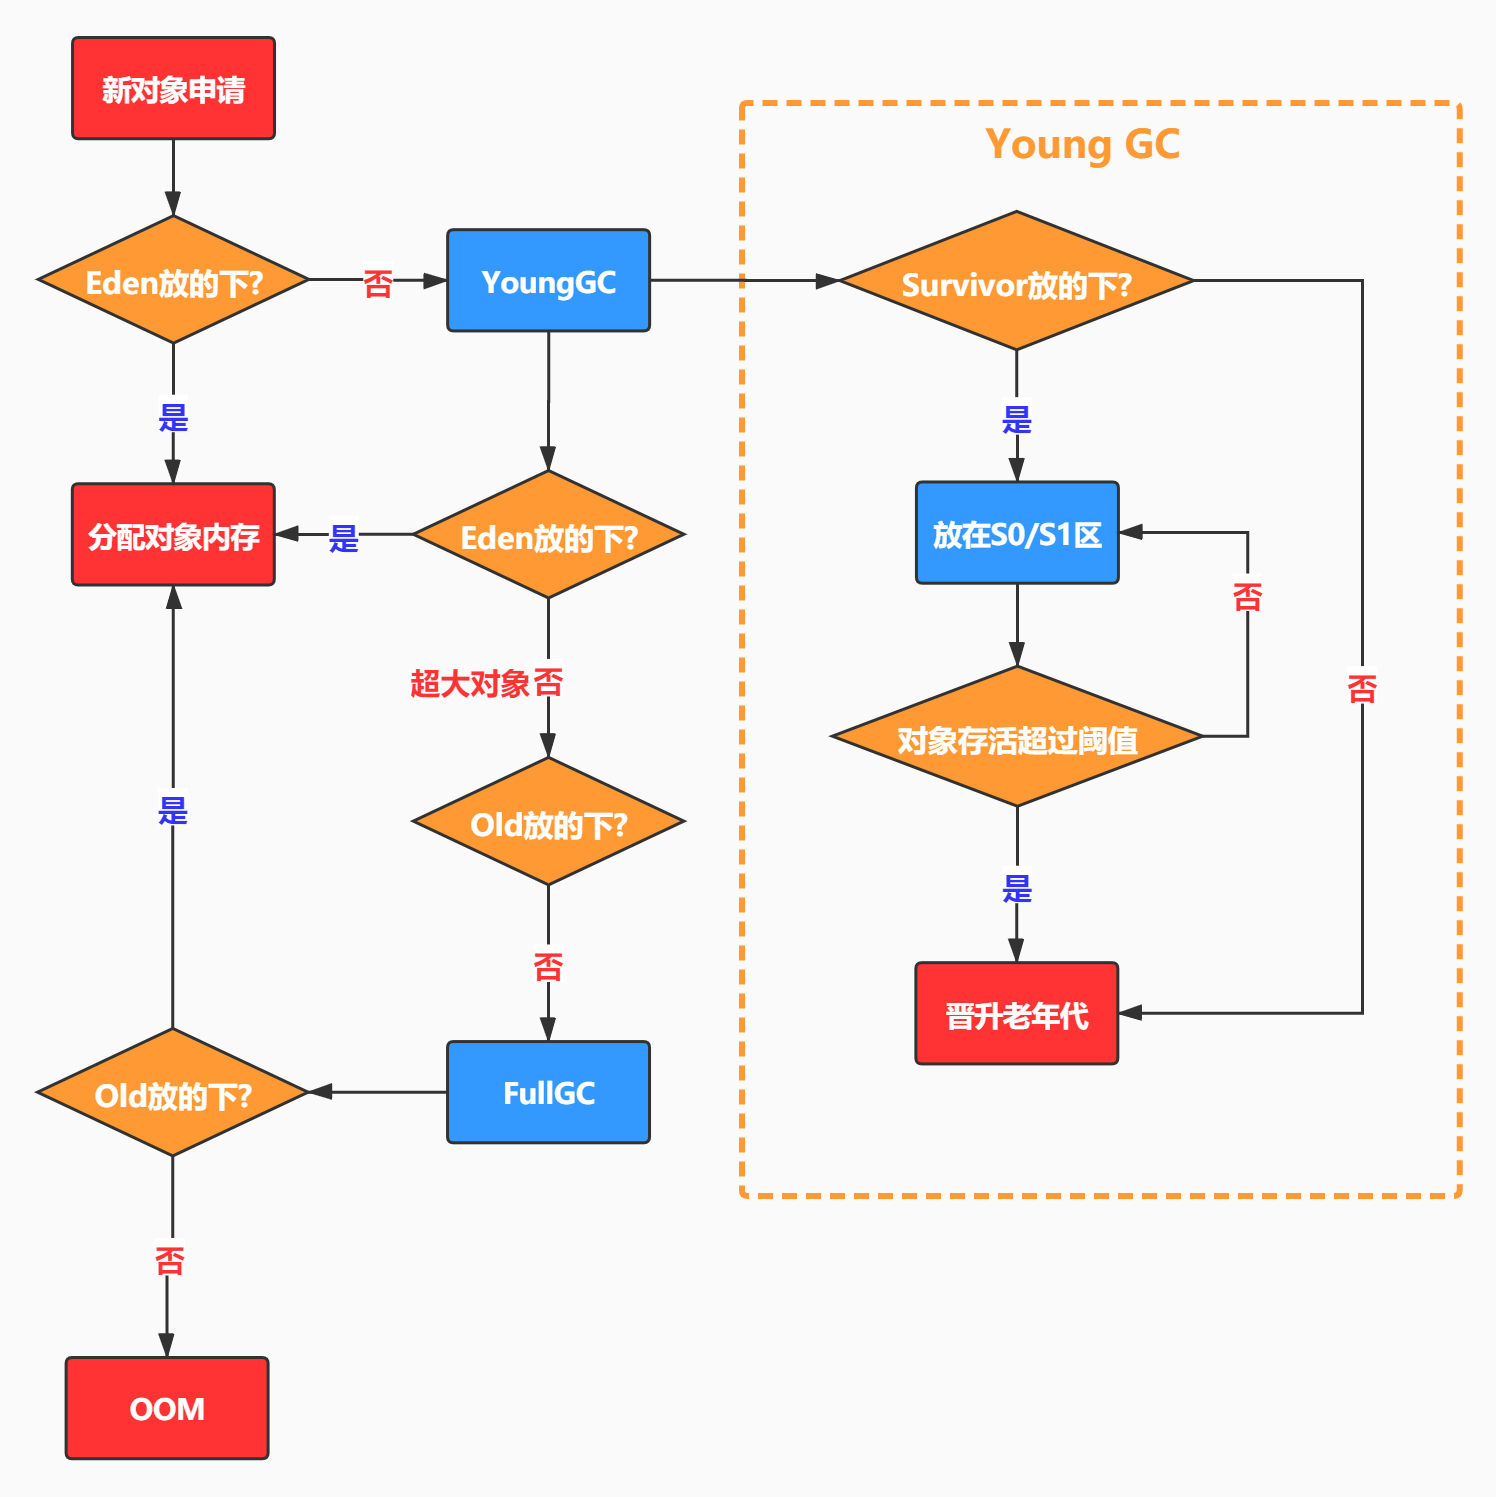 新对象申请
Young GC
Eden放的下?
否
YoungGC
Survivor放的下?
是
是
分配对象内存
是
Eden放的下?
放在S0/S1区
否
超大对象 否
否
对象存活超过阈值
是
Old放的下?
是
否
晋升老年代
Old放的下?
FullGC
否
OOM